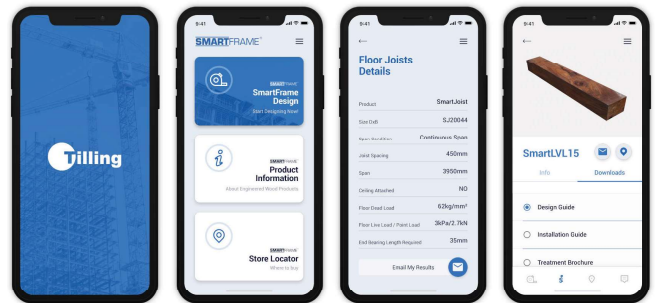 Tilling
9:41
SMARTFRAME
SMARTFRAME
SmartFrame
Design
Start Designing Now
SMARTFRAME
Product
Information
About Engineered Wood Products
SMARTFRAME
Store Locator
Where to buy
9:41
Floor Joists
Details
Product SmartJoist
Size DxB SJ20044
Continuous Span
Joist Spacing 450mm
Span 3950mm
Ceiling Attached NO
Floor Dead Load 62kg/mm²
Floor Live Load / Point Load 3kPa/2.7kN
End Bearing Length Required 35mm
Email My Results
9:41
SmartLVL15
Info Downloads
Design Guide
Installation Guide
Treatment Brochure